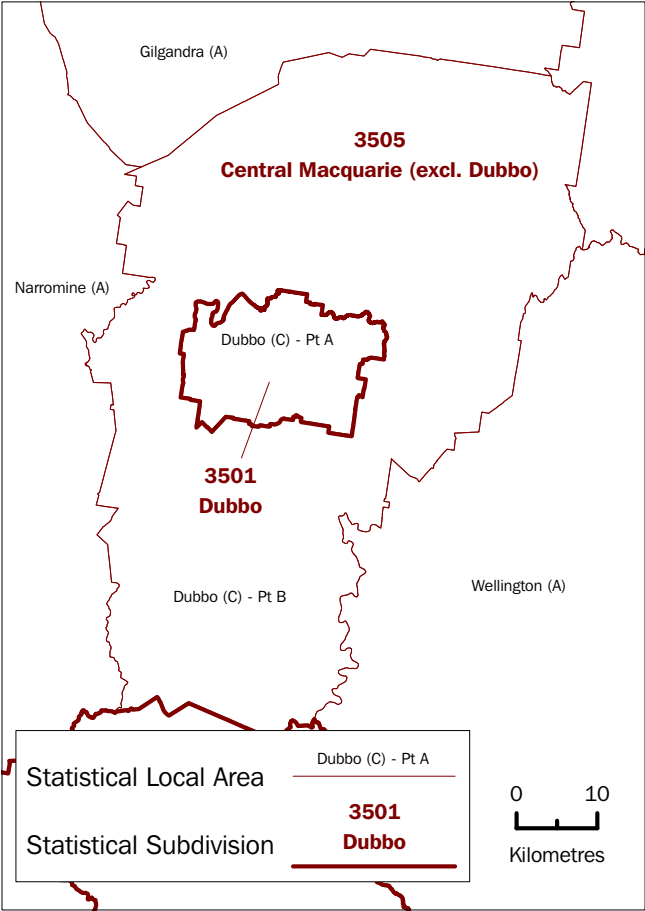 Gilgandra (A)
3505
Central Macquarie (excl. Dubbo)
Narromine (A)
Dubbo (C) - Pt A
3501
Dubbo
Dubbo (C) - Pt B
Wellington (A)
Statistical Local Area
Dubbo (C) - Pt A
Statistical Subdivision
3501
Dubbo
0 10
Kilometres